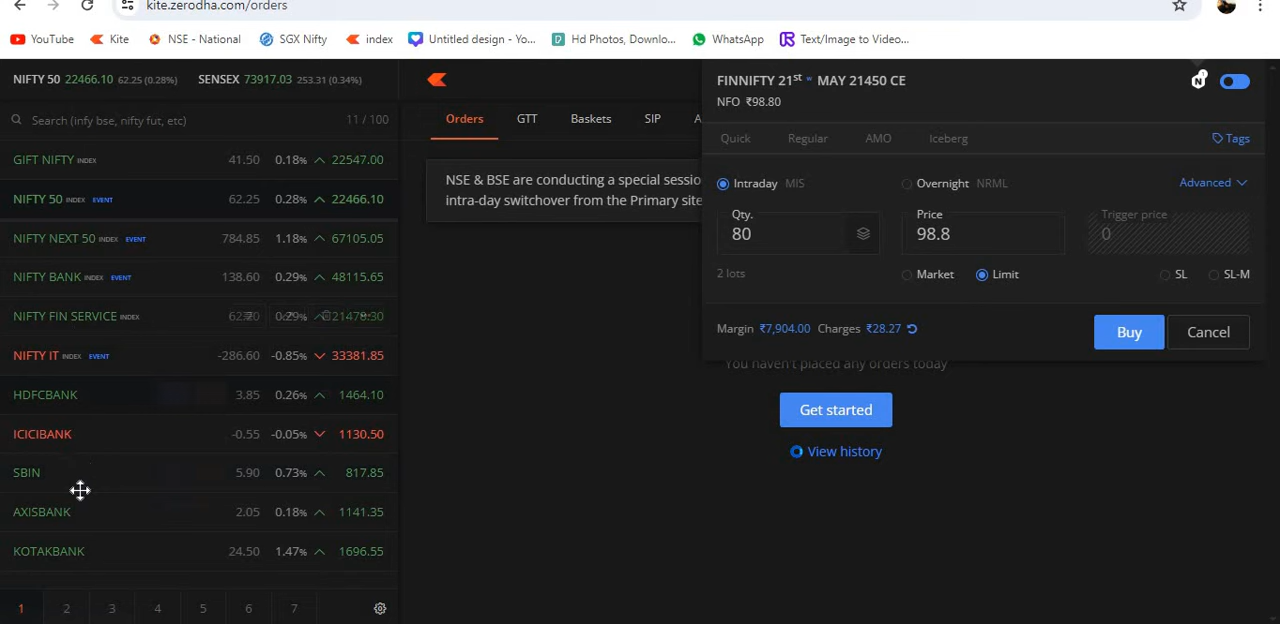 kite.zerodha.com/orders
YouTube Kite NSE - National SGX Nifty index Untitled design - Yo... Hd Photos, Downlo... WhatsApp Text/Image to Video...
NIFTY 50 22466.10 62.25 (0.28%) SENSEX 73917.03 253.31 (0.34%)
Search (infy bse, nifty fut, etc) 11 / 100
GIFT NIFTY INDEX 41.50 0.18% 22547.00
NIFTY 50 INDEX EVENT 62.25 0.28% 22466.10
NIFTY NEXT 50 INDEX EVENT 784.85 1.18% 67105.05
NIFTY BANK INDEX EVENT 138.60 0.29% 48115.65
NIFTY FIN SERVICE INDEX 0.29%
NIFTY IT INDEX EVENT -286.60 -0.85% 33381.85
HDFCBANK 3.85 0.26% 1464.10
ICICIBANK -0.55 -0.05% 1130.50
SBIN 5.90 0.73% 817.85
AXISBANK 2.05 0.18% 1141.35
KOTAKBANK 24.50 1.47% 1696.55
1 2 3 4 5 6 7
Orders GTT Baskets SIP A
NSE & BSE are conducting a special sessio
intra-day switchover from the Primary site
FINNIFTY 21st w MAY 21450 CE
NFO ₹98.80
N
Quick Regular AMO Iceberg Tags
Intraday MIS Overnight NRML Advanced
Qty. Price Trigger price
80 98.8 0
2 lots Market Limit SL SL-M
Margin ₹7,904.00 Charges ₹28.27 Buy Cancel
You haven't placed any orders today
Get started
View history